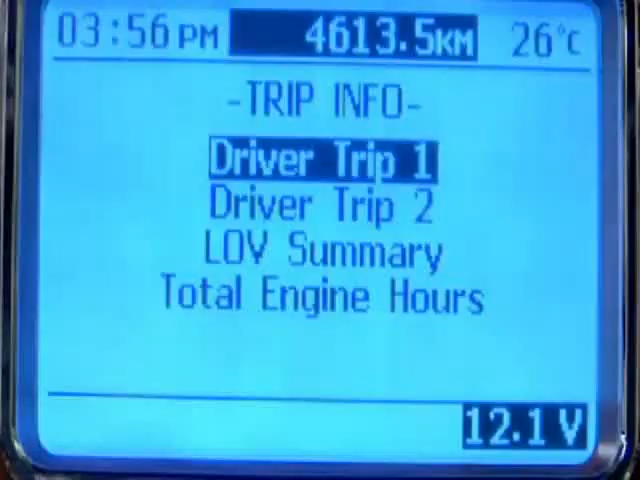 03:56 PM 4613.5KM 26°C
-TRIP INFO-
Driver Trip 1
Driver Trip 2
LOV Summary
Total Engine Hours
12.1 V